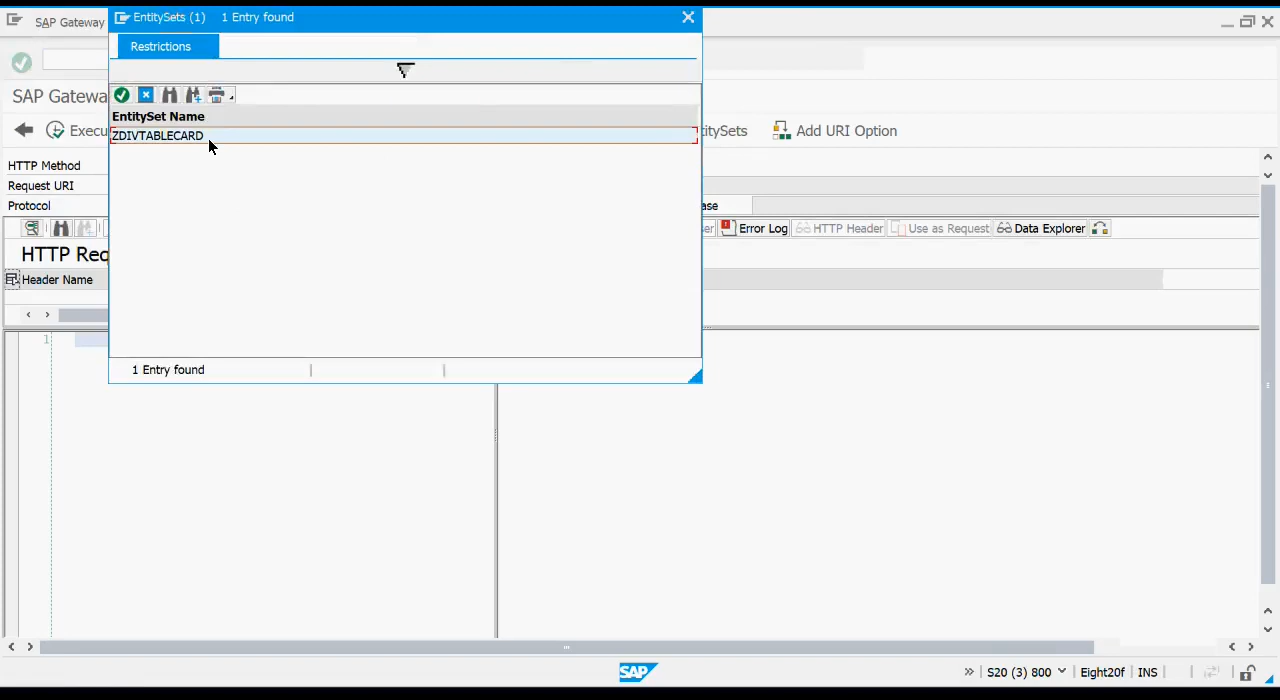 SAP Gateway
EntitySets (1) 1 Entry found
Restrictions
SAP Gatewa
EntitySet Name
ZDIVTABLECARD
Execu
titySets
Add URI Option
HTTP Method
Request URI
Protocol
ase
ser
Error Log
HTTP Header
Use as Request
Data Explorer
HTTP Req
Header Name
1
1 Entry found
SAP
S20 (3) 800
Eight20f
INS